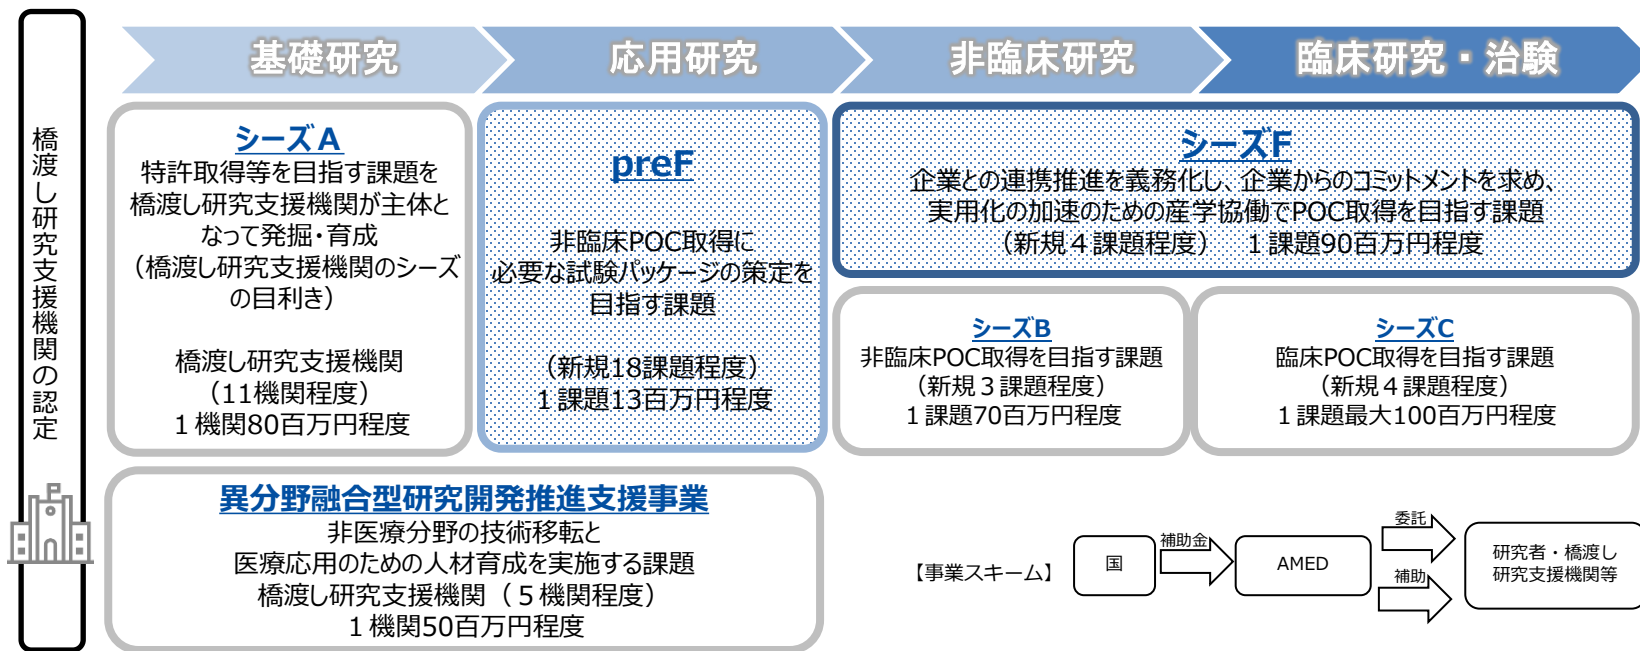 橋渡し研究支援機関の認定
基礎研究
応用研究
非臨床研究
臨床研究・治験
シーズA
特許取得等を目指す課題を
橋渡し研究支援機関が主体と
なって発掘・育成
（橋渡し研究支援機関のシーズ
の目利き）
橋渡し研究支援機関
（11機関程度）
１機関80百万円程度
preF
非臨床POC取得に
必要な試験パッケージの策定を
目指す課題
（新規18課題程度）
１課題13百万円程度
シーズF
企業との連携推進を義務化し、企業からのコミットメントを求め、
実用化の加速のための産学協働でPOC取得を目指す課題
（新規４課題程度）　１課題90百万円程度
シーズB
非臨床POC取得を目指す課題
（新規３課題程度）
１課題70百万円程度
シーズC
臨床POC取得を目指す課題
（新規４課題程度）
１課題最大100百万円程度
異分野融合型研究開発推進支援事業
非医療分野の技術移転と
医療応用のための人材育成を実施する課題
橋渡し研究支援機関（５機関程度）
１機関50百万円程度
【事業スキーム】
国
補助金
AMED
委託
補助
研究者・橋渡し
研究支援機関等